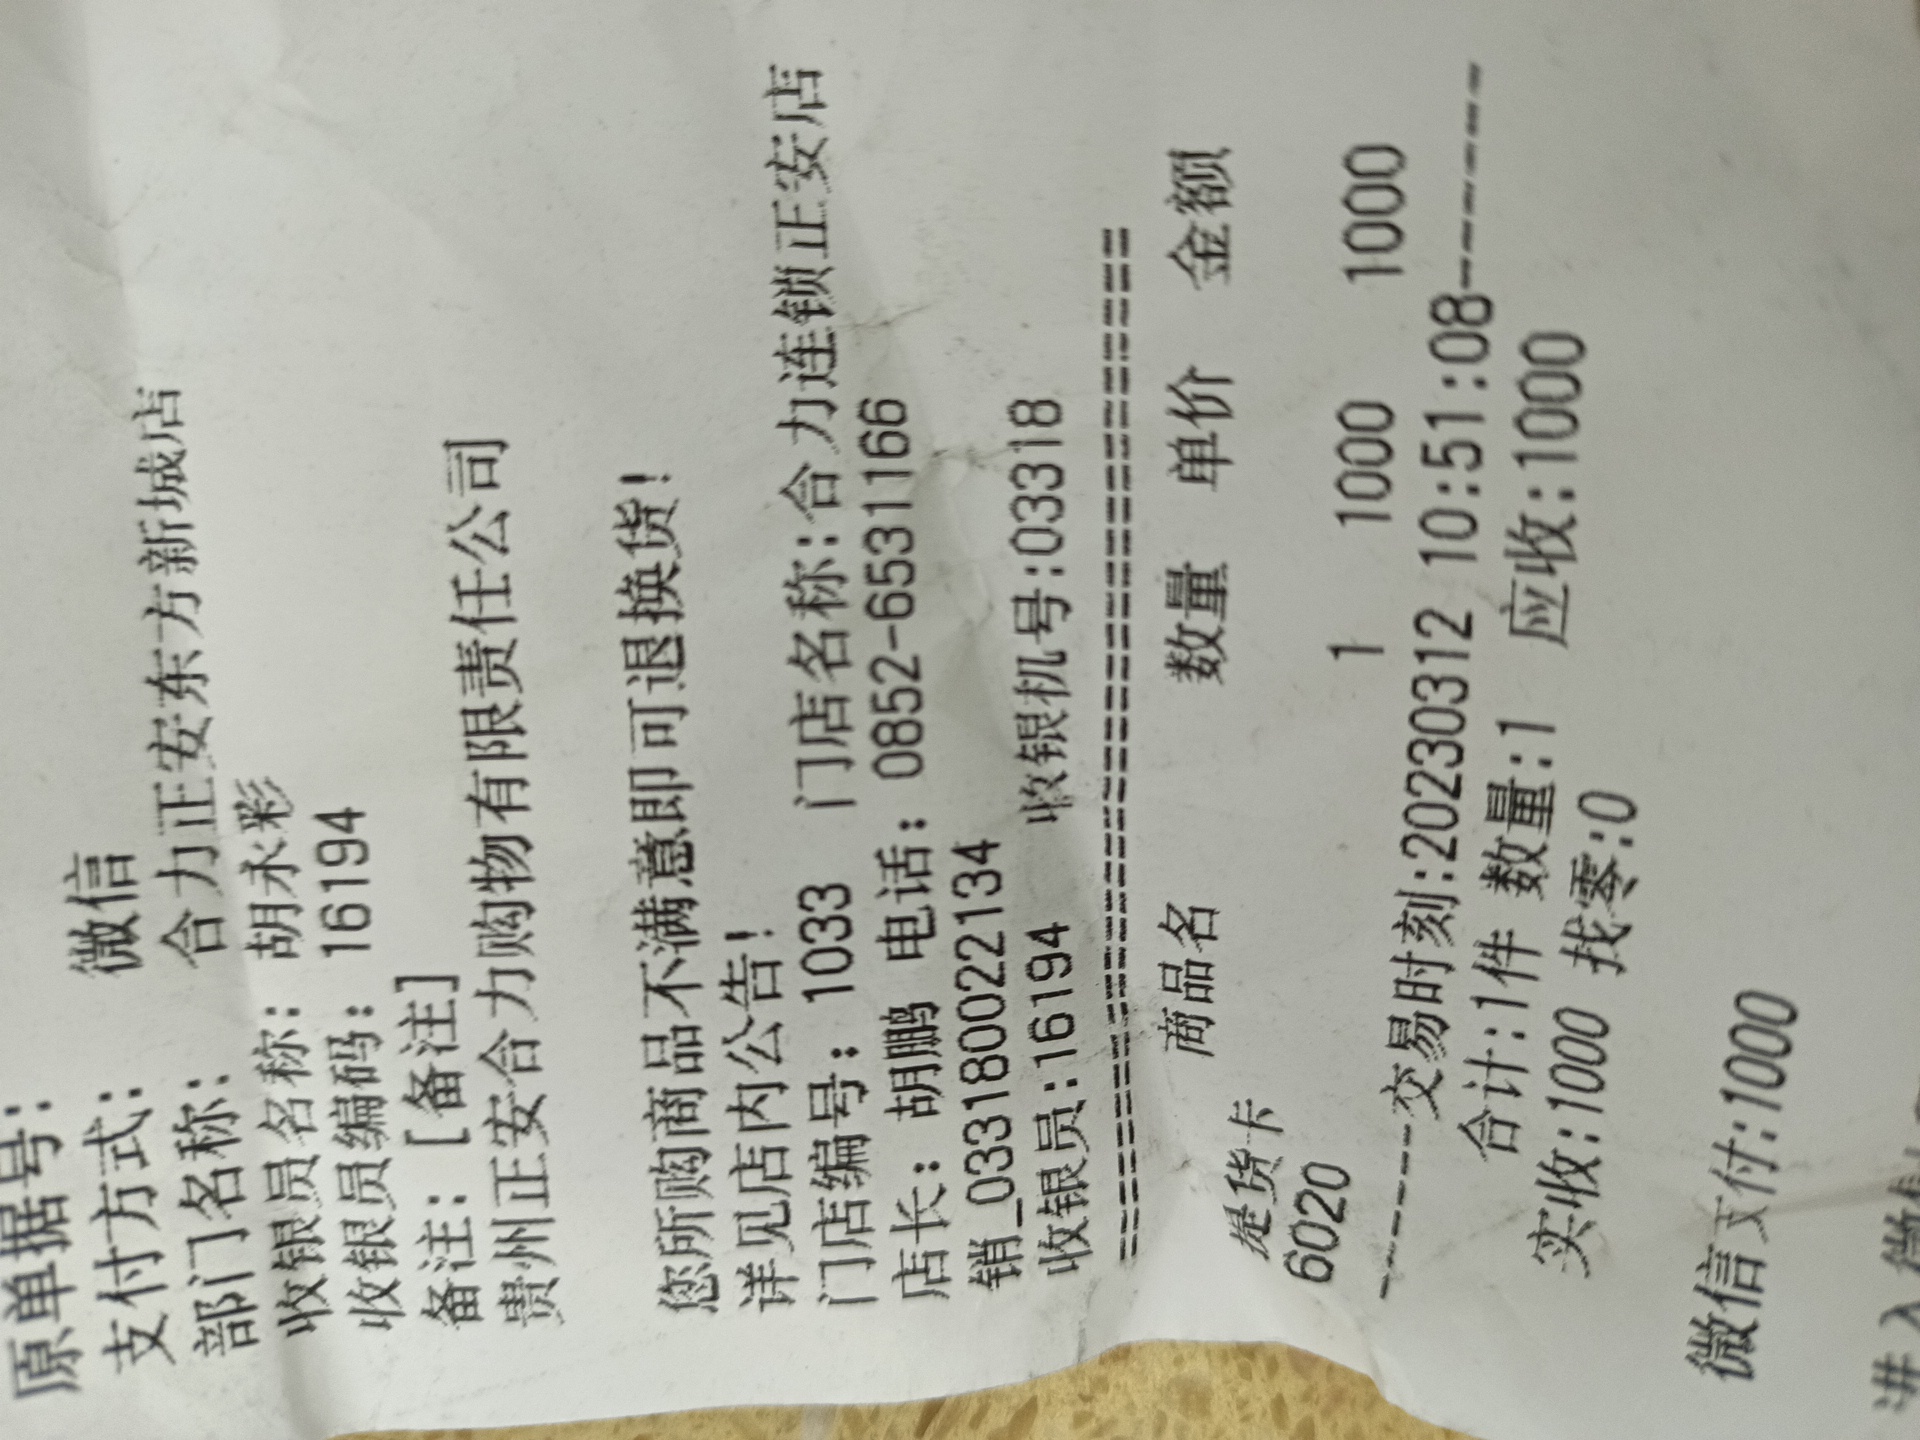 原单据号:
支付方式: 微信
部门名称: 合力正安东方新城店
收银员名称: 胡永彩
收银员编码: 16194
备注: [备注]
贵州正安合力购物有限责任公司
您所购商品不满意即可退换货!
详见店内公告!
门店编号: 1033 门店名称:合力连锁正安店
店长: 胡鹏 电话: 0852-6531166
销_033180022134
收银员:16194 收银机号:03318
==========================================
商品名 数量 单价 金额
提货卡
6020 1 1000 1000
------交易时刻:20230312 10:51:08------
合计:1件 数量:1 应收:1000
实收:1000 找零:0
微信支付:1000
进入微